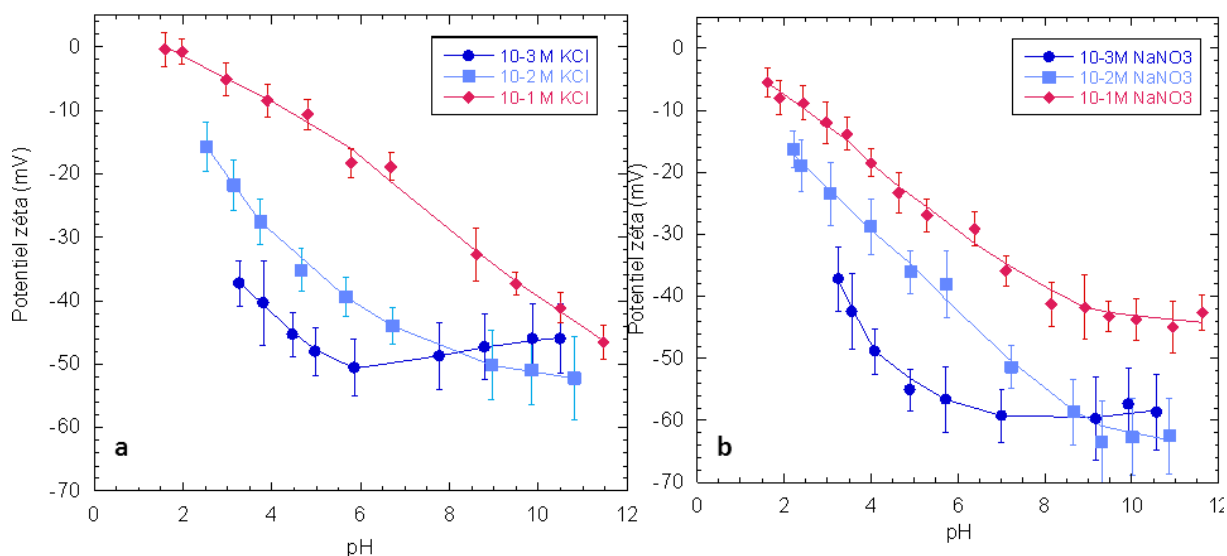 0
-10
-20
-30
-40
-50
-60
-70
Potentiel zéta (mV)
10-3 M KCl
10-2 M KCl
10-1 M KCl
a
0 2 4 6 8 10 12
pH
0
-10
-20
-30
-40
-50
-60
-70
Potentiel zéta (mV)
10-3M NaNO3
10-2M NaNO3
10-1M NaNO3
b
0 2 4 6 8 10 12
pH